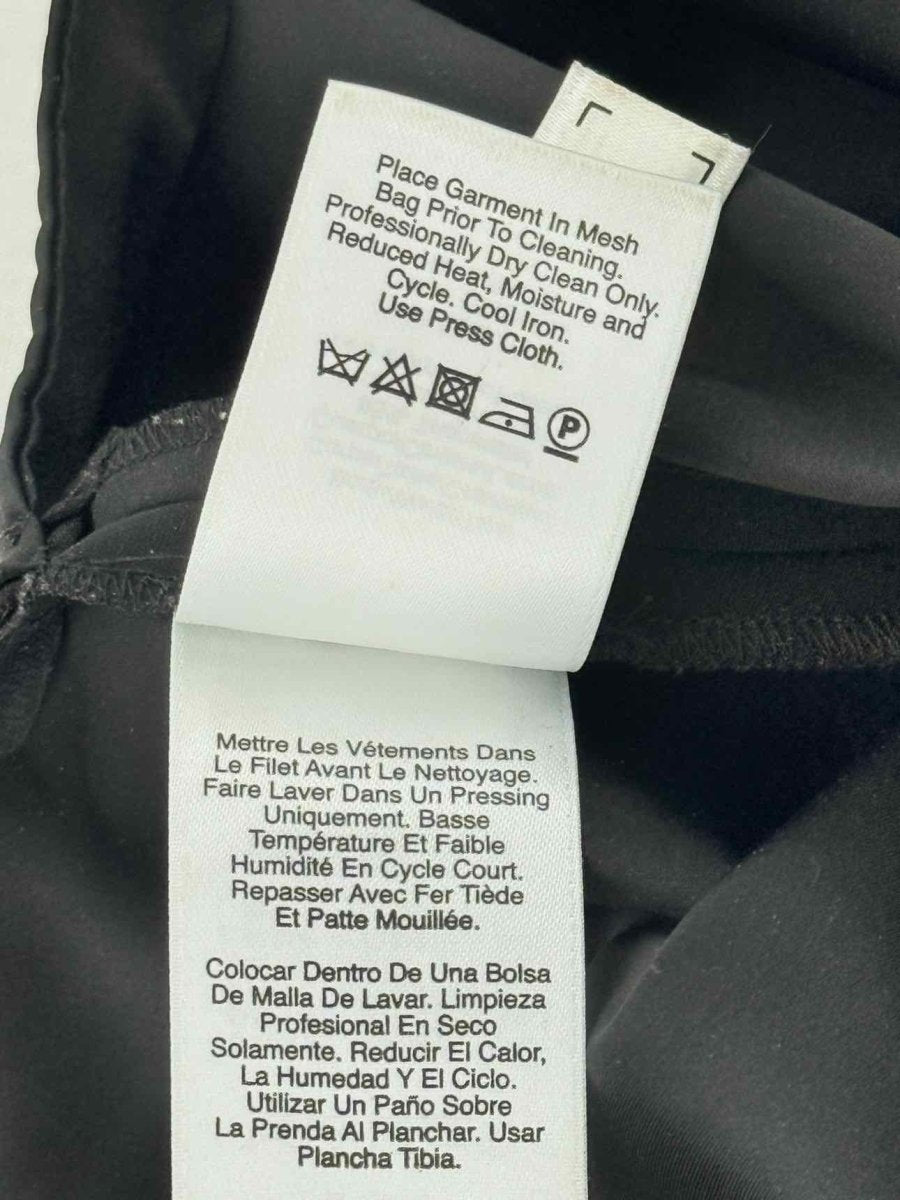 Place Garment In Mesh
Bag Prior To Cleaning.
Professionally Dry Clean Only.
Reduced Heat, Moisture and
Cycle. Cool Iron.
Use Press Cloth.
P
Mettre Les Vêtements Dans
Le Filet Avant Le Nettoyage.
Faire Laver Dans Un Pressing
Uniquement. Basse
Température Et Faible
Humidité En Cycle Court.
Repasser Avec Fer Tiède
Et Patte Mouillée.
Colocar Dentro De Una Bolsa
De Malla De Lavar. Limpieza
Profesional En Seco
Solamente. Reducir El Calor,
La Humedad Y El Ciclo.
Utilizar Un Paño Sobre
La Prenda Al Planchar. Usar
Plancha Tibia.